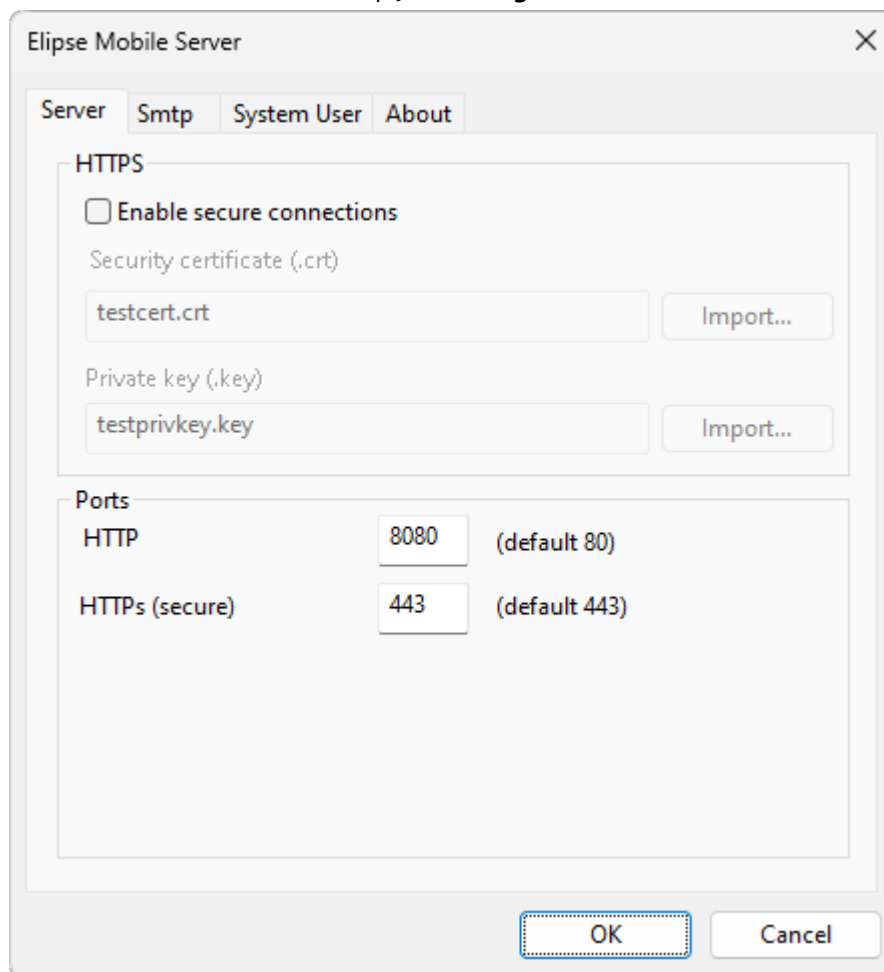 Elipse Mobile Server
Server Smtp System User About
HTTPS
Enable secure connections
Security certificate (.crt)
testcert.crt Import...
Private key (.key)
testprivkey.key Import...
Ports
HTTP 8080 (default 80)
HTTPs (secure) 443 (default 443)
OK Cancel